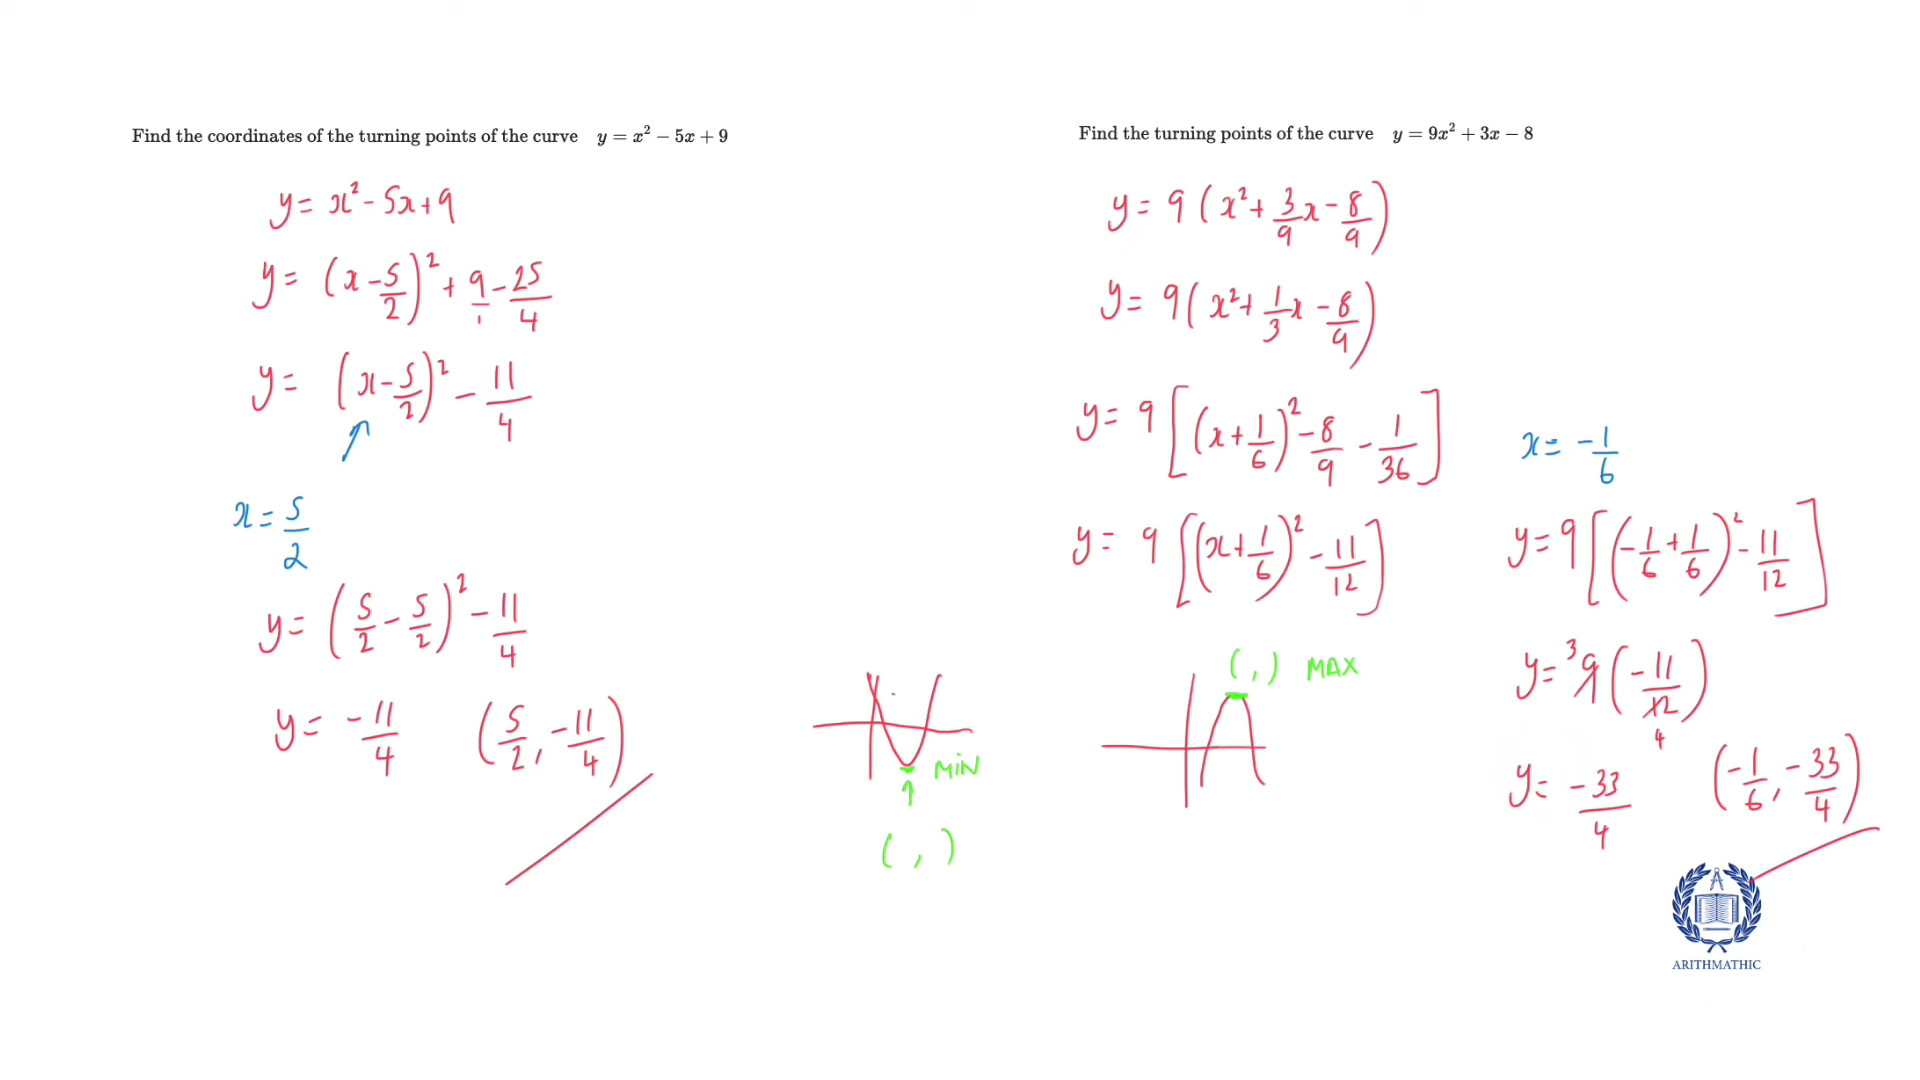 Find the coordinates of the turning points of the curve y = x² − 5x + 9
y = x² - 5x + 9
y = (x - 5/2)² + 9/1 - 25/4
y = (x - 5/2)² - 11/4
x = 5/2
y = (5/2 - 5/2)² - 11/4
y = -11/4 (5/2, -11/4)
MIN
( , )
Find the turning points of the curve y = 9x² + 3x − 8
y = 9(x² + 3/9x - 8/9)
y = 9(x² + 1/3x - 8/9)
y = 9[(x + 1/6)² - 8/9 - 1/36]
y = 9[(x + 1/6)² - 11/12]
( , ) MAX
x = -1/6
y = 9[(-1/6 + 1/6)² - 11/12]
y = ³9(-11/12)
4
y = -33/4 (-1/6, -33/4)
ARITHMATHIC